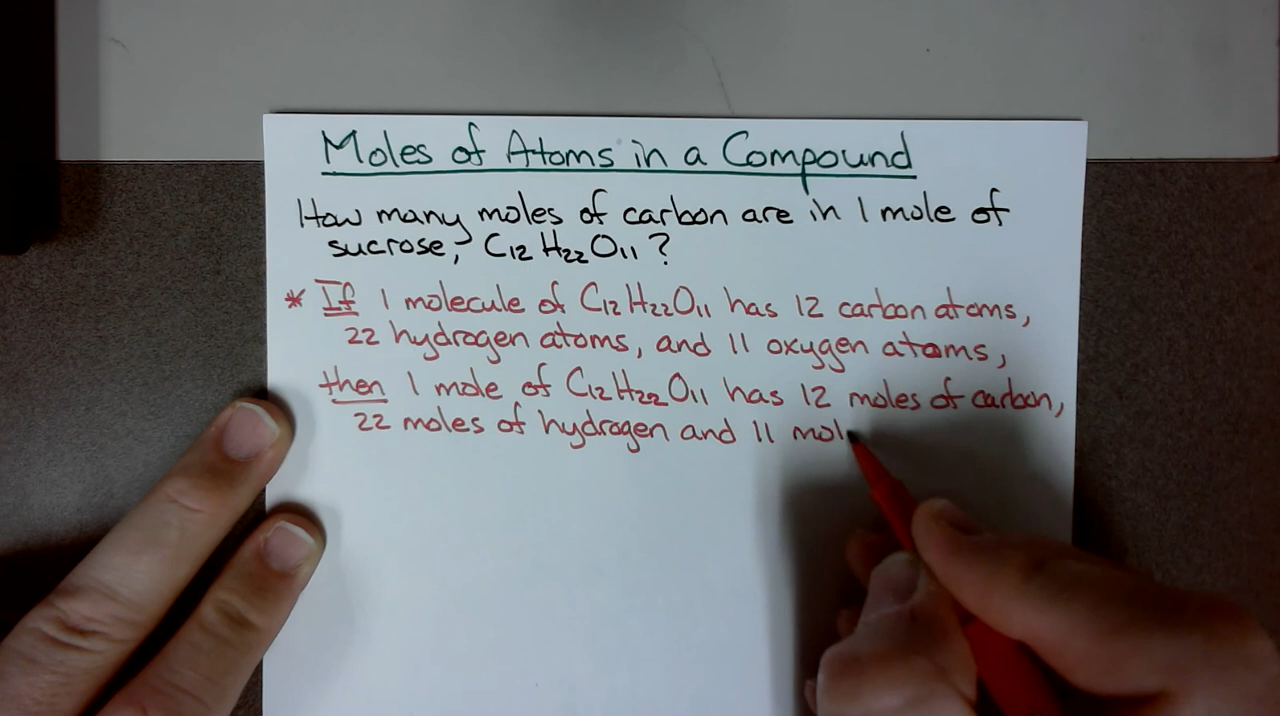 Moles of Atoms in a Compound
How many moles of carbon are in 1 mole of
sucrose, C12H22O11?
* If 1 molecule of C12H22O11 has 12 carbon atoms,
22 hydrogen atoms, and 11 oxygen atoms,
then 1 mole of C12H22O11 has 12 moles of carbon,
22 moles of hydrogen and 11 mol